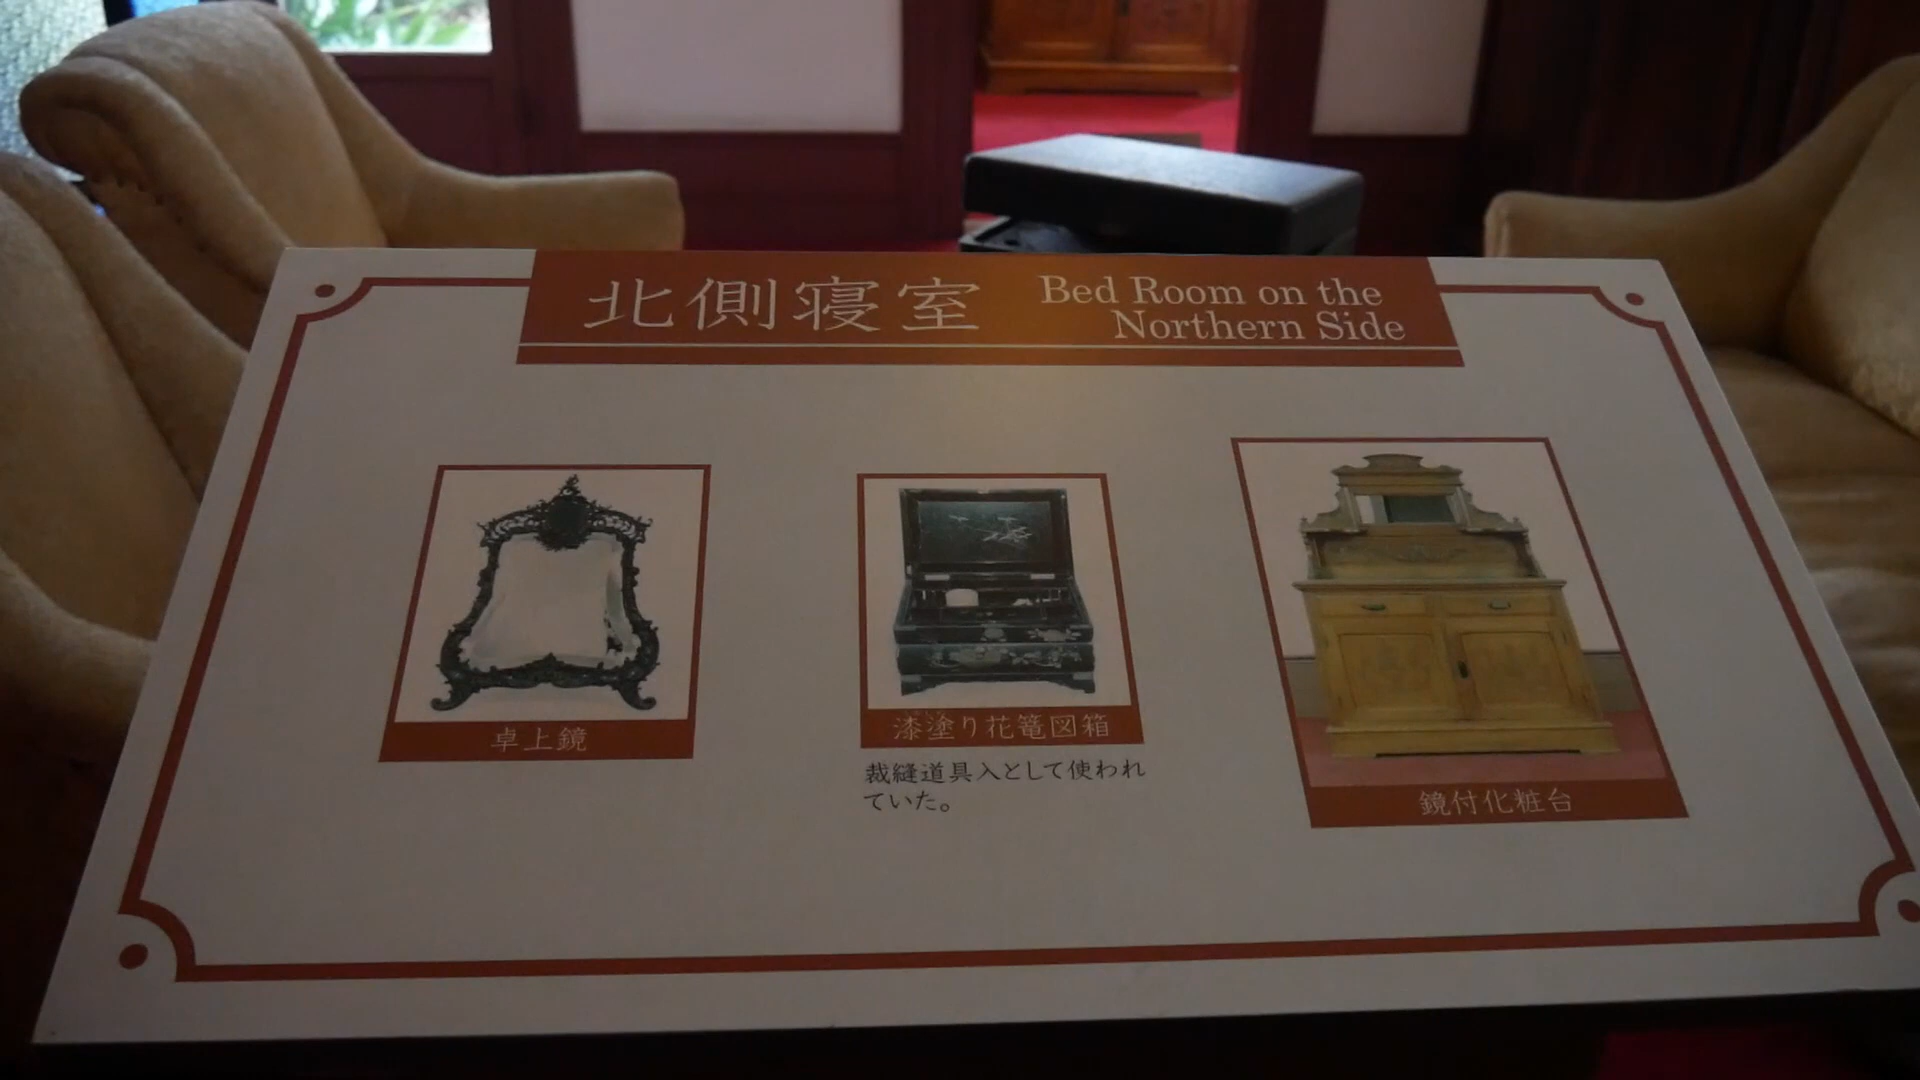 北側寝室
Bed Room on the
Northern Side
卓上鏡
漆塗り花篭図箱
裁縫道具入として使われ
ていた。
鏡付化粧台